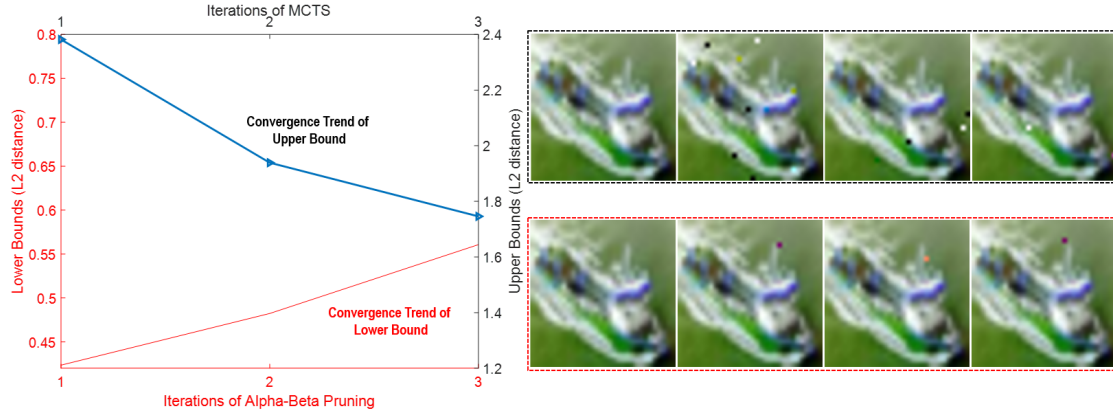 Iterations of MCTS
1 2 3
0.8
0.75
0.7
0.65
0.6
0.55
0.5
0.45
Lower Bounds (L2 distance)
Convergence Trend of
Upper Bound
Convergence Trend of
Lower Bound
2.4
2.2
2
1.8
1.6
1.4
1.2
Upper Bounds (L2 distance)
1 2 3
Iterations of Alpha-Beta Pruning